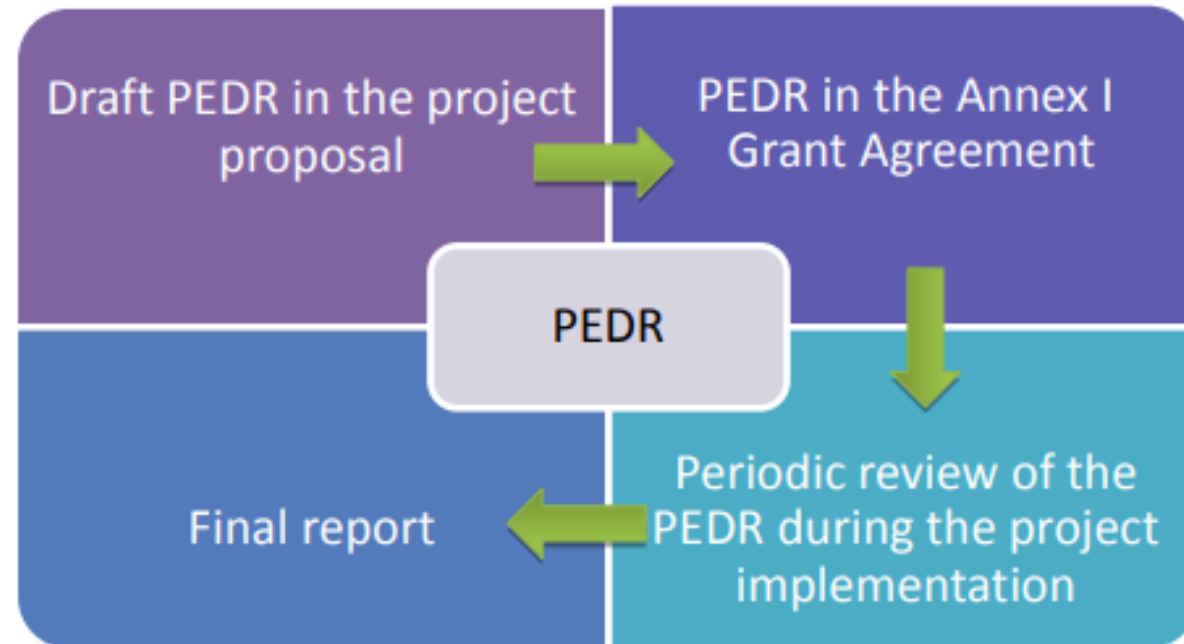 Draft PEDR in the project
proposal
PEDR in the Annex I
Grant Agreement
PEDR
Final report
Periodic review of the
PEDR during the project
implementation